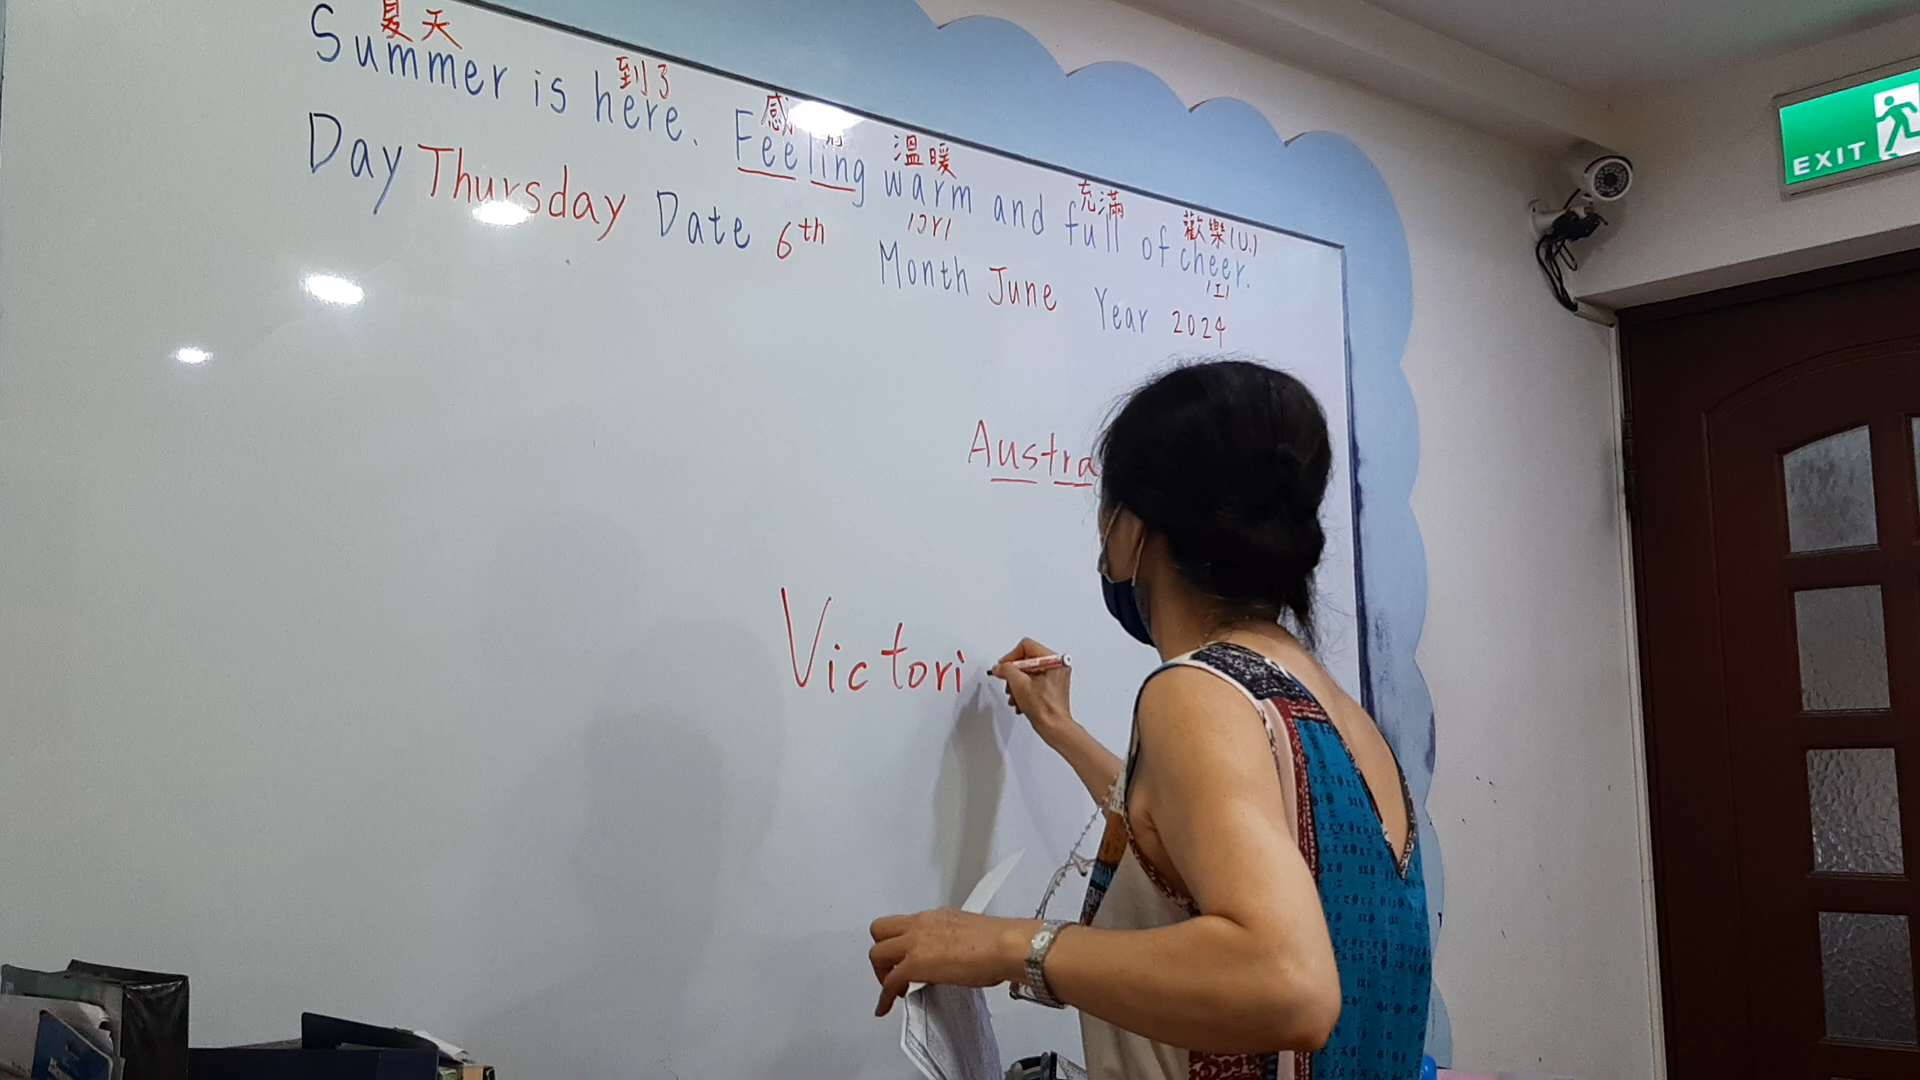 夏天 到了 感 溫暖 充滿 歡樂(U.)
Summer is here. Feeling warm and full of cheer.
/ɔr/ /ɪ/
Day Thursday Date 6th Month June Year 2024
Austra
Victori
EXIT